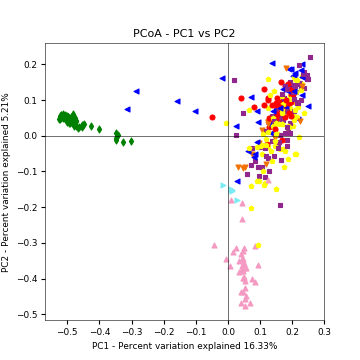 PCoA - PC1 vs PC2
PC2 - Percent variation explained 5.21%
0.2
0.1
0.0
−0.1
−0.2
−0.3
−0.4
−0.5
−0.5 −0.4 −0.3 −0.2 −0.1 0.0 0.1 0.2 0.3
PC1 - Percent variation explained 16.33%